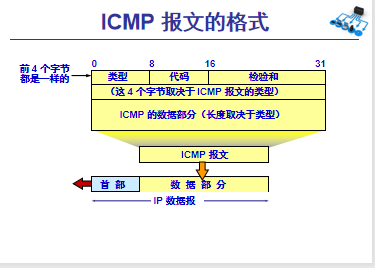 ICMP 报文的格式
前 4 个字节
都是一样的
0 8 16 31
类型 代码 检验和
（这 4 个字节取决于 ICMP 报文的类型）
ICMP 的数据部分（长度取决于类型）
ICMP 报文
首 部 数 据 部 分
IP 数据报